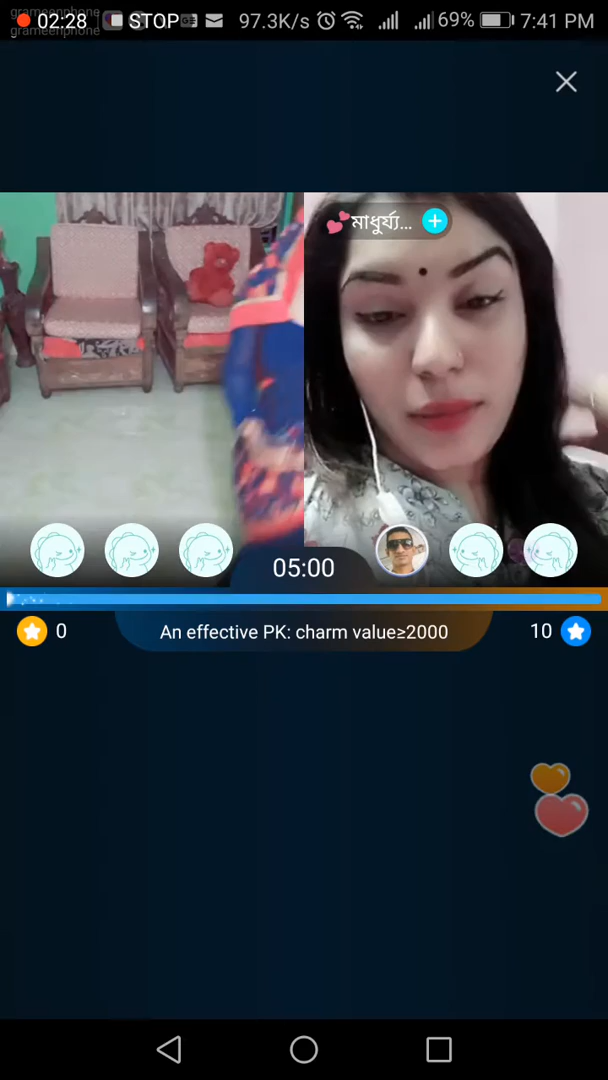 grameenphone
grameenphone
02:28 STOP GE 97.3K/s 69% 7:41 PM
মাধুর্য্য...
05:00
0 An effective PK: charm value≥2000 10